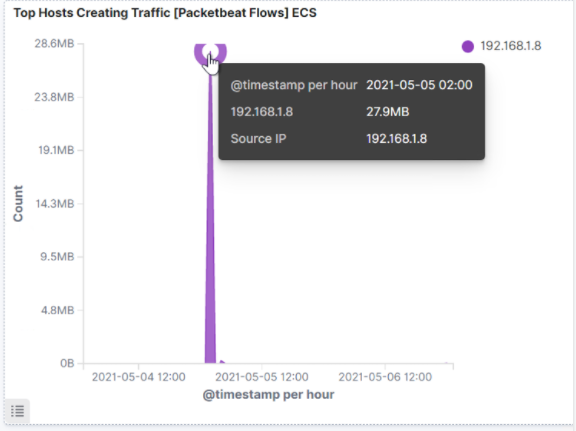 Top Hosts Creating Traffic [Packetbeat Flows] ECS
28.6MB
23.8MB
19.1MB
14.3MB
9.5MB
4.8MB
0B
Count
192.168.1.8
@timestamp per hour 2021-05-05 02:00
192.168.1.8 27.9MB
Source IP 192.168.1.8
2021-05-04 12:00 2021-05-05 12:00 2021-05-06 12:00
@timestamp per hour